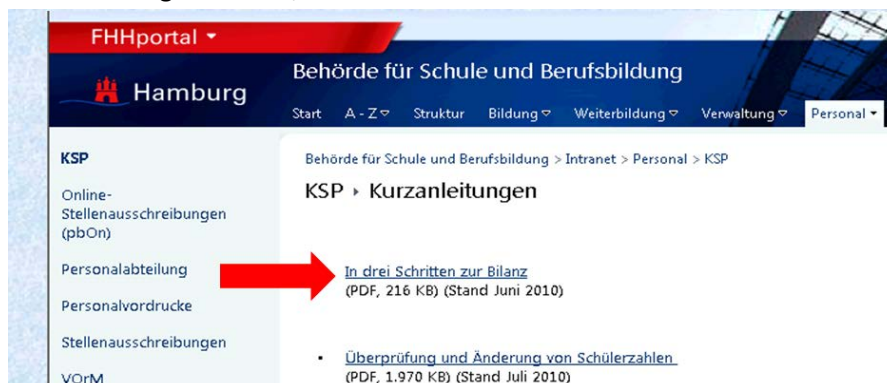 FHHportal
Hamburg
Behörde für Schule und Berufsbildung
Start A - Z Struktur Bildung Weiterbildung Verwaltung Personal
KSP
Online-
Stellenausschreibungen
(pbOn)
Personalabteilung
Personalvordrucke
Stellenausschreibungen
VOrM
Behörde für Schule und Berufsbildung > Intranet > Personal > KSP
KSP › Kurzanleitungen
In drei Schritten zur Bilanz
(PDF, 216 KB) (Stand Juni 2010)
▪ Überprüfung und Änderung von Schülerzahlen
(PDF, 1.970 KB) (Stand Juli 2010)